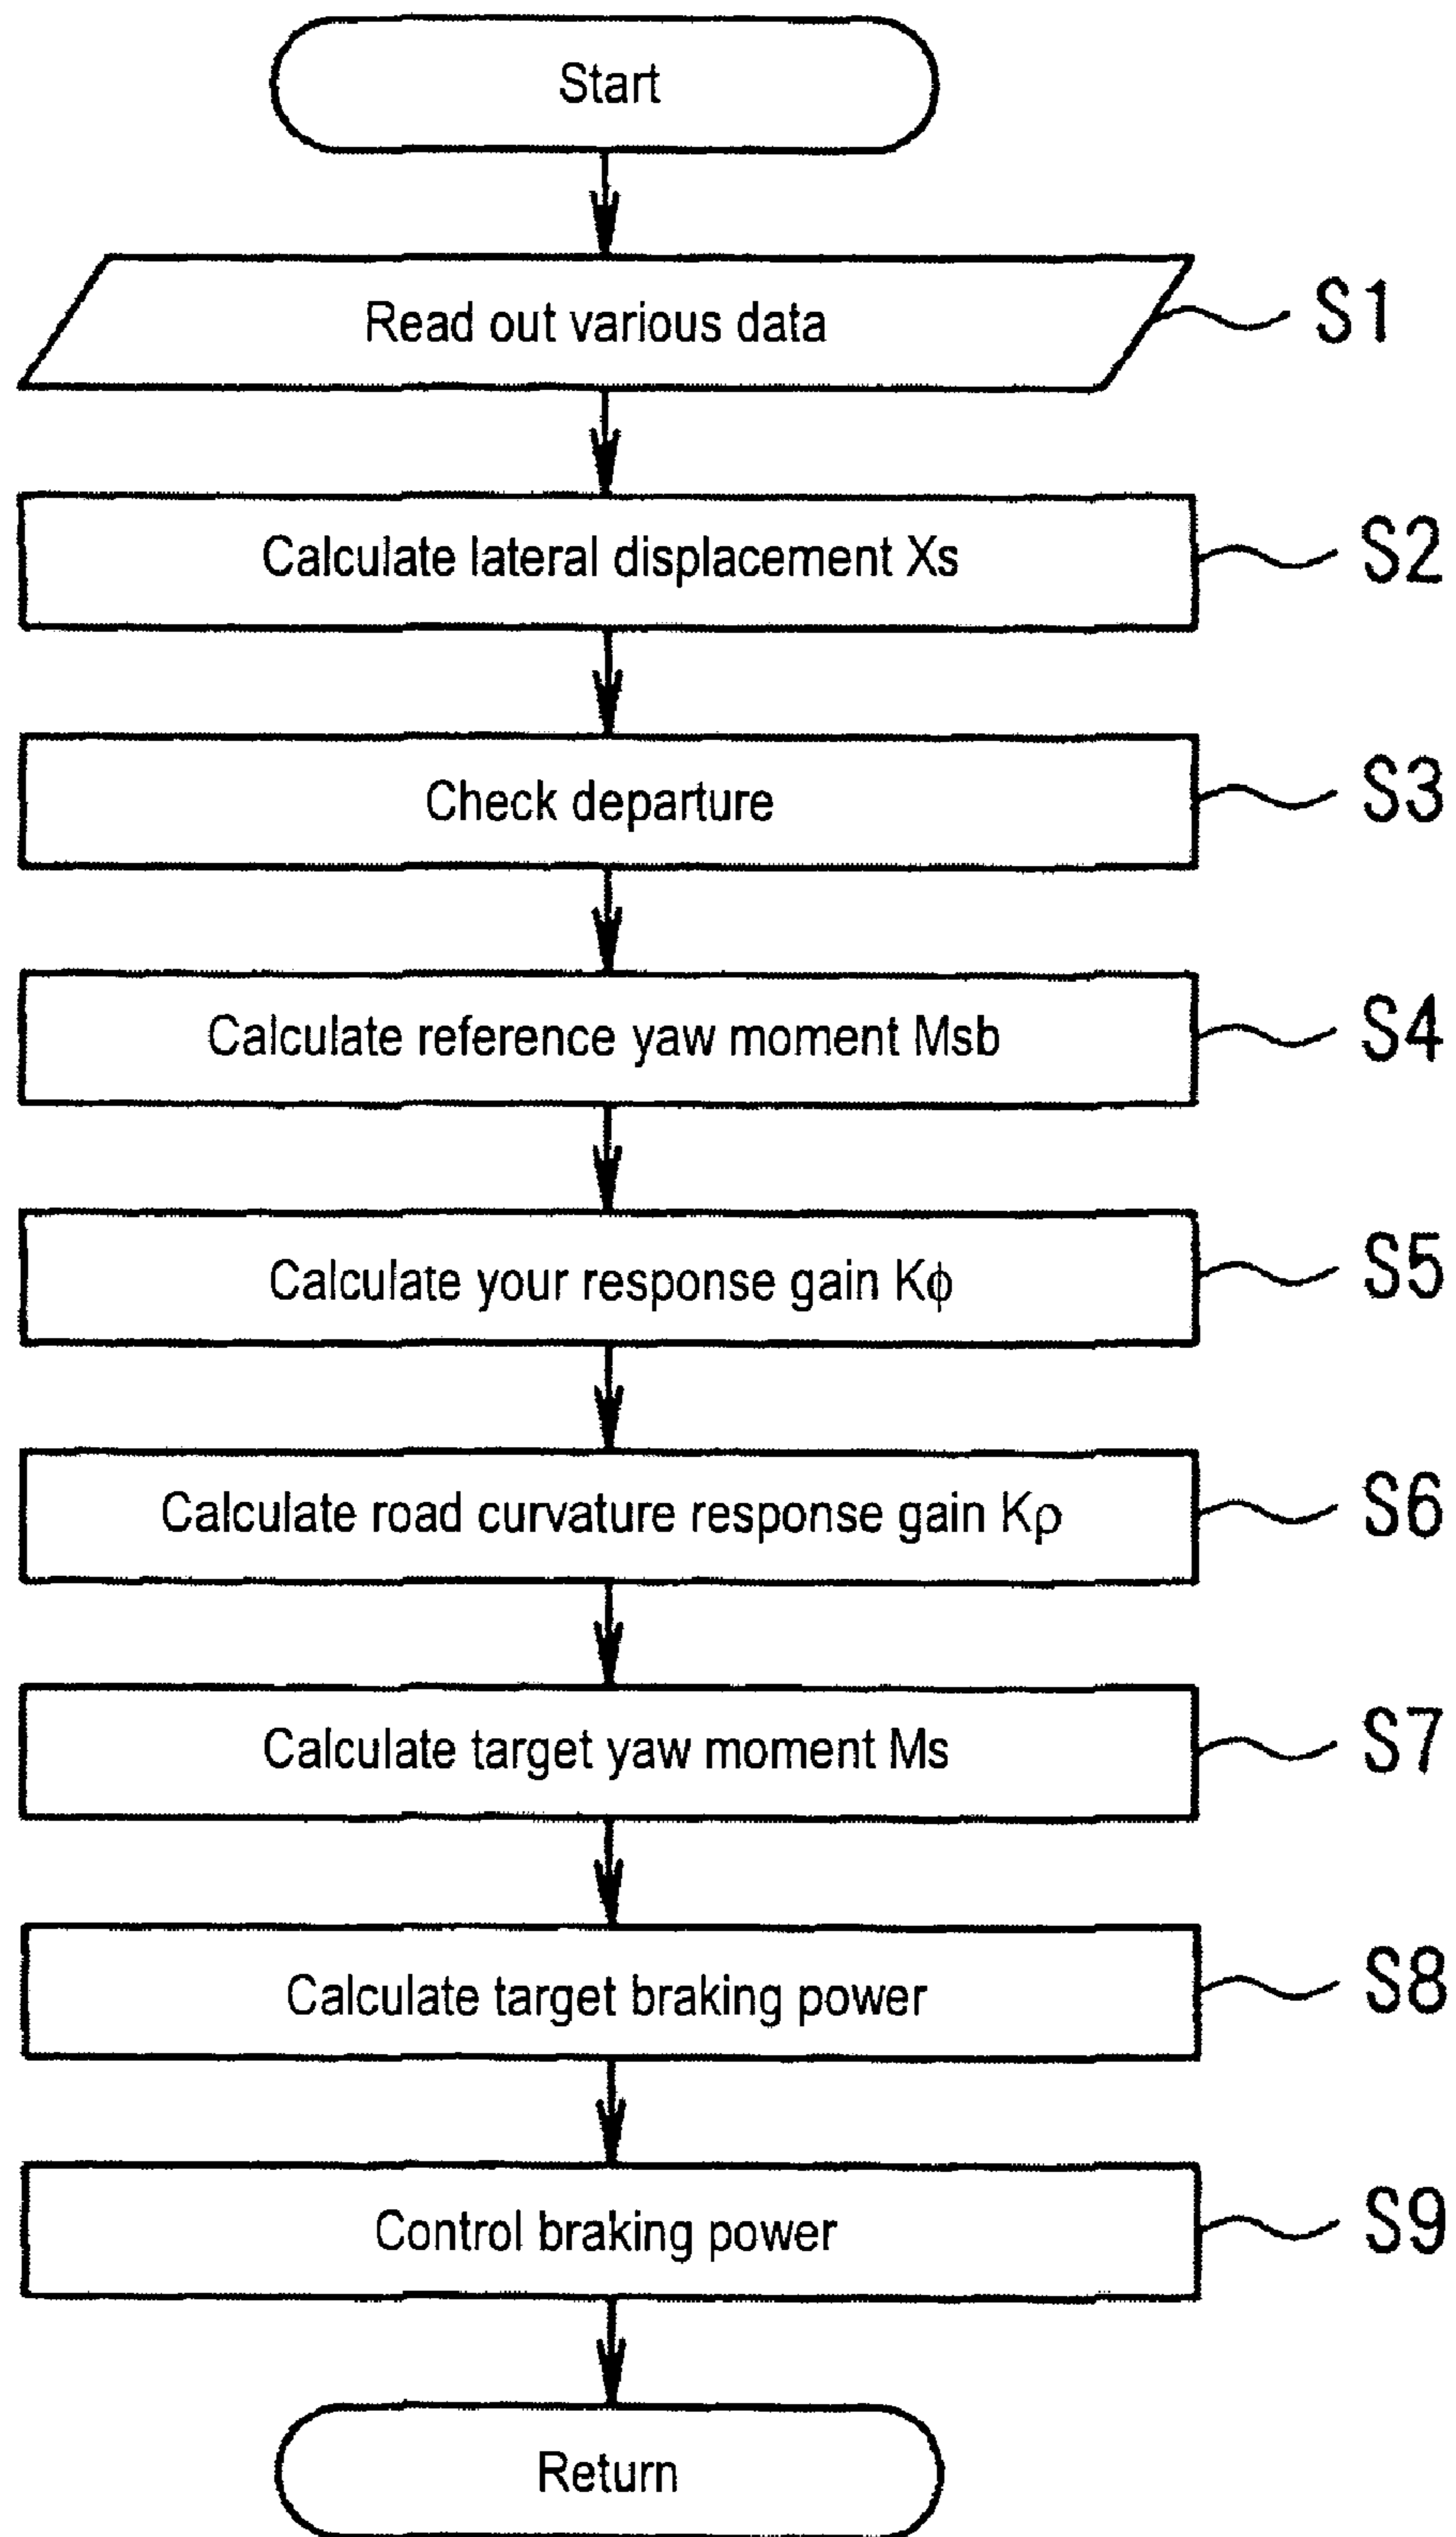 Start
Read out various data
S1
Calculate lateral displacement Xs
S2
Check departure
S3
Calculate reference yaw moment Msb
S4
Calculate your response gain Kϕ
S5
Calculate road curvature response gain Kρ
S6
Calculate target yaw moment Ms
S7
Calculate target braking power
S8
Control braking power
S9
Return